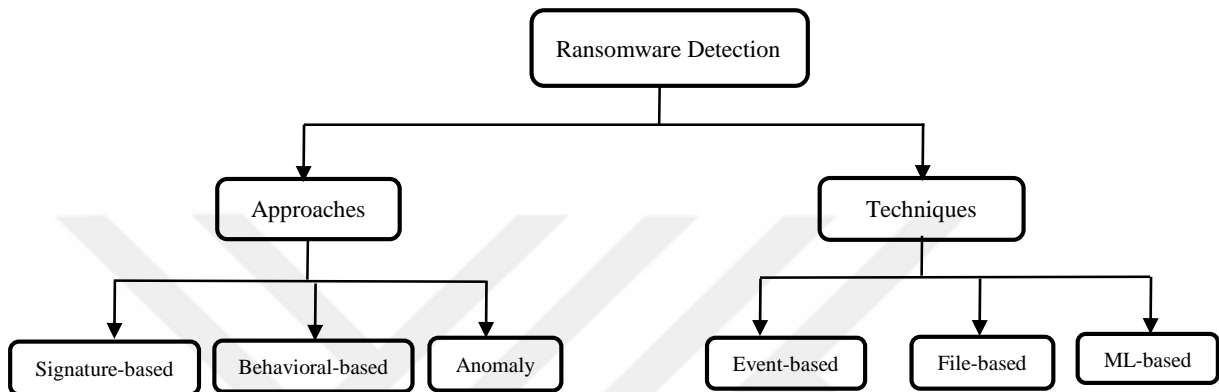 Ransomware Detection
Approaches
Techniques
Signature-based
Behavioral-based
Anomaly
Event-based
File-based
ML-based